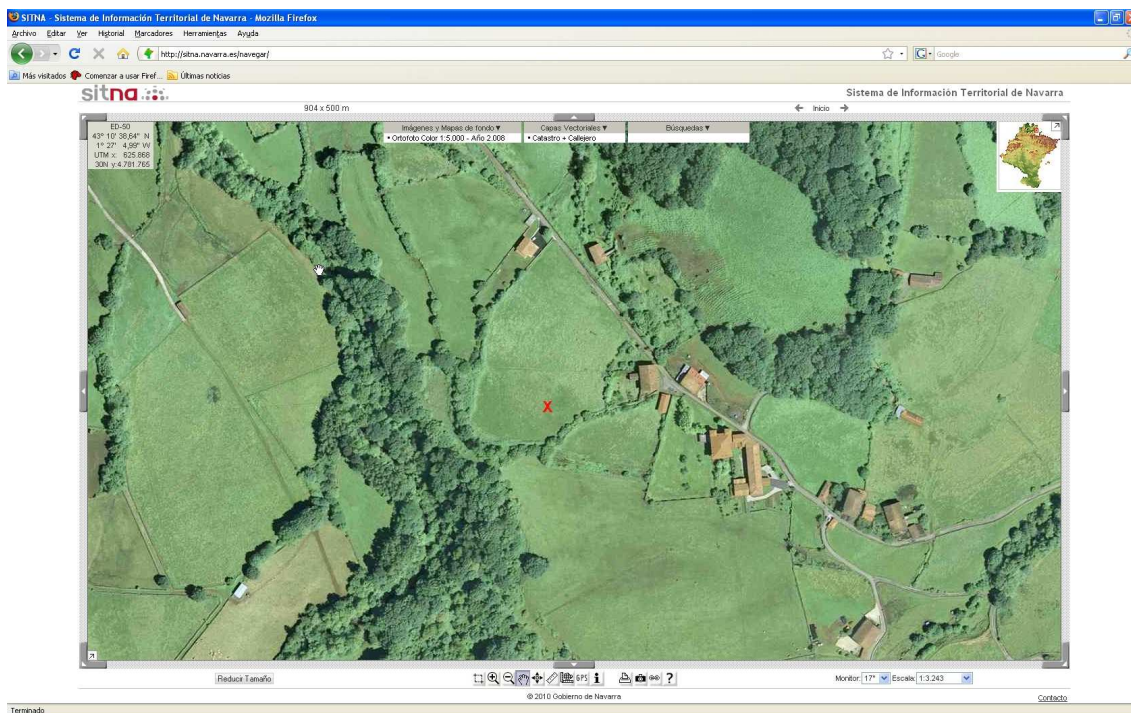 SITNA - Sistema de Información Territorial de Navarra - Mozilla Firefox
Archivo Editar Ver Historial Marcadores Herramientas Ayuda
http://sitna.navarra.es/navegar/
Google
Más visitados Comenzar a usar Firef... Últimas noticias
sitna
Sistema de Información Territorial de Navarra
904 x 500 m
Inicio
ED-50
43º 10' 38,64" N
1º 27' 4,99" W
UTM x: 625.868
30N y:4.781.765
Imágenes y Mapas de fondo ▼ Capas Vectoriales ▼ Búsquedas ▼
• Ortofoto Color 1:5.000 - Año 2.008 • Catastro + Callejero
X
Reducir Tamaño
GPS i ?
Monitor: 17" Escala: 1:3.243
© 2010 Gobierno de Navarra
Contacto
Terminado